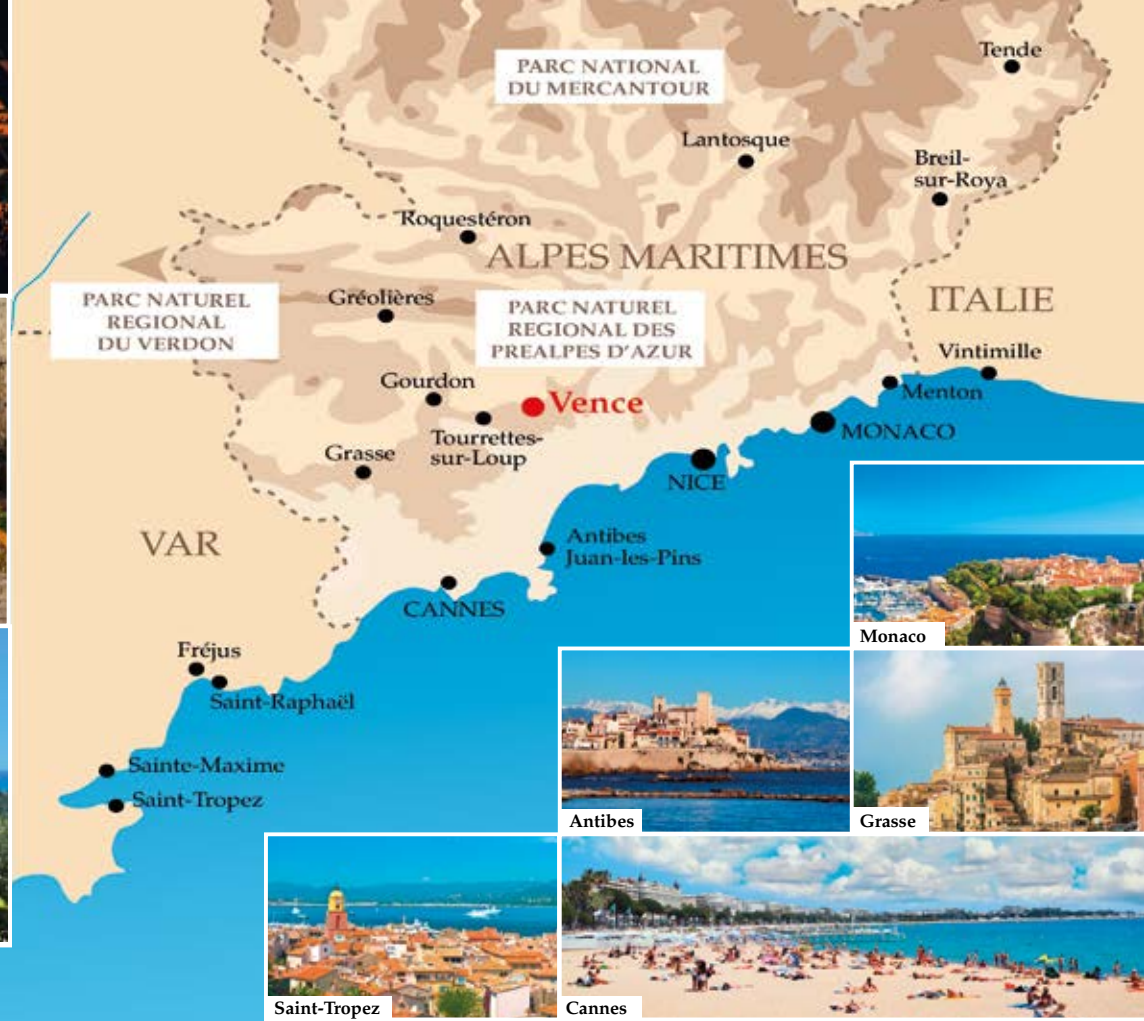 PARC NATIONAL
DU MERCANTOUR
Tende
Lantosque
Breil-
sur-Roya
Roquestéron
ALPES MARITIMES
PARC NATUREL
REGIONAL
DU VERDON
Gréolières
PARC NATUREL
REGIONAL DES
PREALPES D'AZUR
ITALIE
Vintimille
Gourdon
Menton
Vence
Tourrettes-
sur-Loup
MONACO
Grasse
NICE
VAR
Antibes
Juan-les-Pins
CANNES
Fréjus
Saint-Raphaël
Sainte-Maxime
Saint-Tropez
Monaco
Antibes
Grasse
Saint-Tropez
Cannes